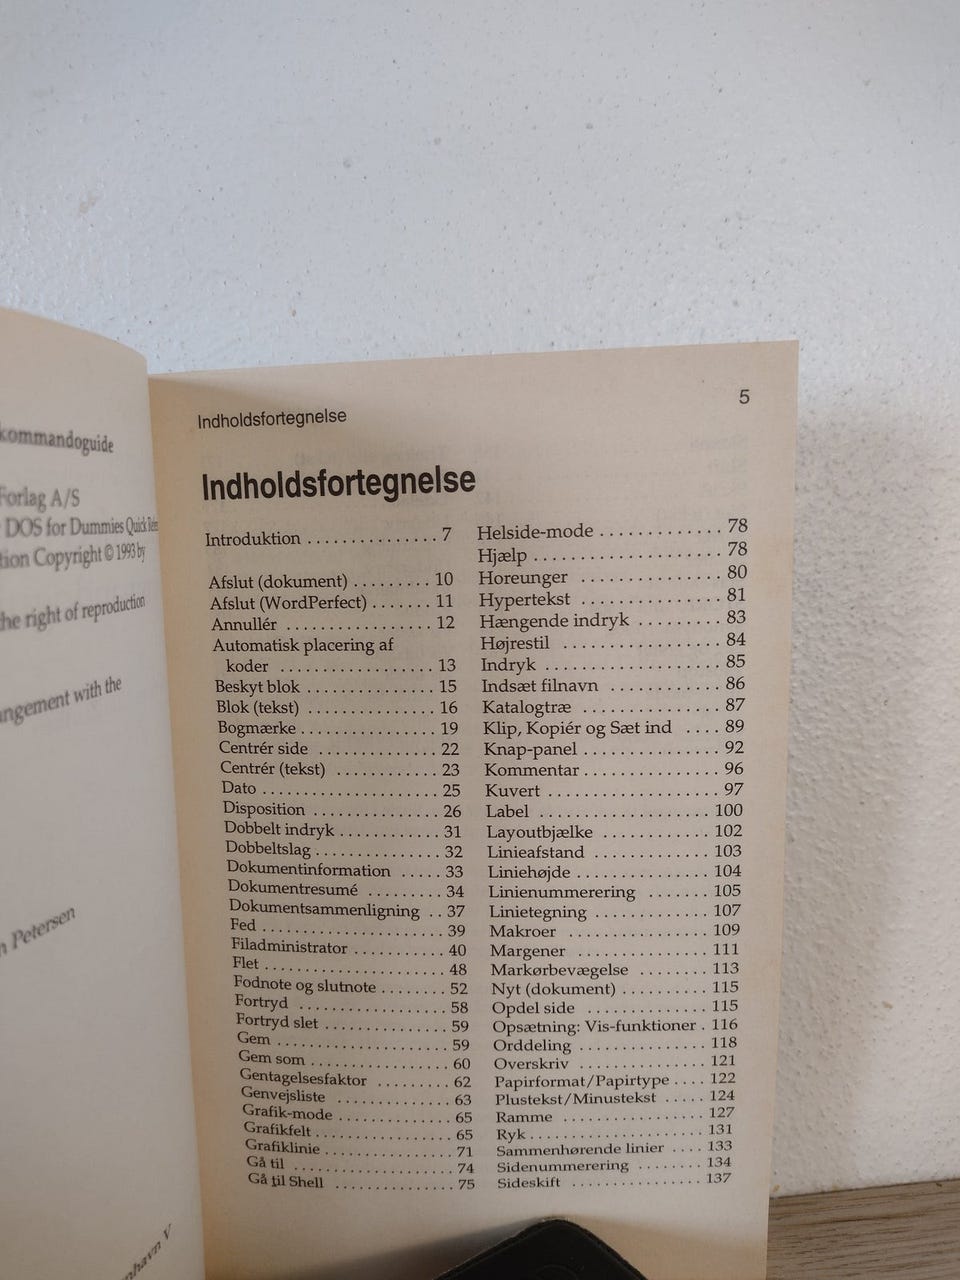 kommandoguide
Forlag A/S
DOS for Dummies Quick
Copyright © 1993 by
the right of reproduction
with the
Petersen
V
Indholdsfortegnelse
5
Indholdsfortegnelse
Introduktion . . . . . . . . . . . . . . . 7
Afslut (dokument) . . . . . . . . . 10
Afslut (WordPerfect) . . . . . . . 11
Annullér . . . . . . . . . . . . . . . . . 12
Automatisk placering af
koder . . . . . . . . . . . . . . . . . . 13
Beskyt blok . . . . . . . . . . . . . . . 15
Blok (tekst) . . . . . . . . . . . . . . . 16
Bogmærke . . . . . . . . . . . . . . . . 19
Centrér side . . . . . . . . . . . . . . 22
Centrér (tekst) . . . . . . . . . . . . 23
Dato . . . . . . . . . . . . . . . . . . . . . 25
Disposition . . . . . . . . . . . . . . . 26
Dobbelt indryk . . . . . . . . . . . . 31
Dobbeltslag . . . . . . . . . . . . . . . 32
Dokumentinformation . . . . . 33
Dokumentresumé . . . . . . . . . 34
Dokumentsammenligning . . 37
Fed . . . . . . . . . . . . . . . . . . . . . . 39
Filadministrator . . . . . . . . . . . 40
Flet . . . . . . . . . . . . . . . . . . . . . . 48
Fodnote og slutnote . . . . . . . . 52
Fortryd . . . . . . . . . . . . . . . . . . 58
Fortryd slet . . . . . . . . . . . . . . . 59
Gem . . . . . . . . . . . . . . . . . . . . . 59
Gem som . . . . . . . . . . . . . . . . . 60
Gentagelsesfaktor . . . . . . . . . 62
Genvejsliste . . . . . . . . . . . . . . 63
Grafik-mode . . . . . . . . . . . . . . 65
Grafikfelt . . . . . . . . . . . . . . . . . 65
Grafiklinie . . . . . . . . . . . . . . . . 71
Gå til . . . . . . . . . . . . . . . . . . . . 74
Gå til Shell . . . . . . . . . . . . . . . 75
Helside-mode . . . . . . . . . . . . . 78
Hjælp . . . . . . . . . . . . . . . . . . . . 78
Horeunger . . . . . . . . . . . . . . . 80
Hypertekst . . . . . . . . . . . . . . . 81
Hængende indryk . . . . . . . . . 83
Højrestil . . . . . . . . . . . . . . . . . 84
Indryk . . . . . . . . . . . . . . . . . . . 85
Indsæt filnavn . . . . . . . . . . . . 86
Katalogtræ . . . . . . . . . . . . . . . 87
Klip, Kopiér og Sæt ind . . . . 89
Knap-panel . . . . . . . . . . . . . . . 92
Kommentar . . . . . . . . . . . . . . . 96
Kuvert . . . . . . . . . . . . . . . . . . . 97
Label . . . . . . . . . . . . . . . . . . . 100
Layoutbjælke . . . . . . . . . . . . 102
Linieafstand . . . . . . . . . . . . . 103
Liniehøjde . . . . . . . . . . . . . . . 104
Linienummerering . . . . . . . 105
Linietegning . . . . . . . . . . . . . 107
Makroer . . . . . . . . . . . . . . . . 109
Margener . . . . . . . . . . . . . . . 111
Markørbevægelse . . . . . . . . 113
Nyt (dokument) . . . . . . . . . . 115
Opdel side . . . . . . . . . . . . . . 115
Opsætning: Vis-funktioner . 116
Orddeling . . . . . . . . . . . . . . . 118
Overskriv . . . . . . . . . . . . . . . 121
Papirformat/Papirtype . . . . 122
Plustekst/Minustekst . . . . . 124
Ramme . . . . . . . . . . . . . . . . . 127
Ryk . . . . . . . . . . . . . . . . . . . . . 131
Sammenhørende linier . . . . 133
Sidenummerering . . . . . . . . 134
Sideskift . . . . . . . . . . . . . . . . 137